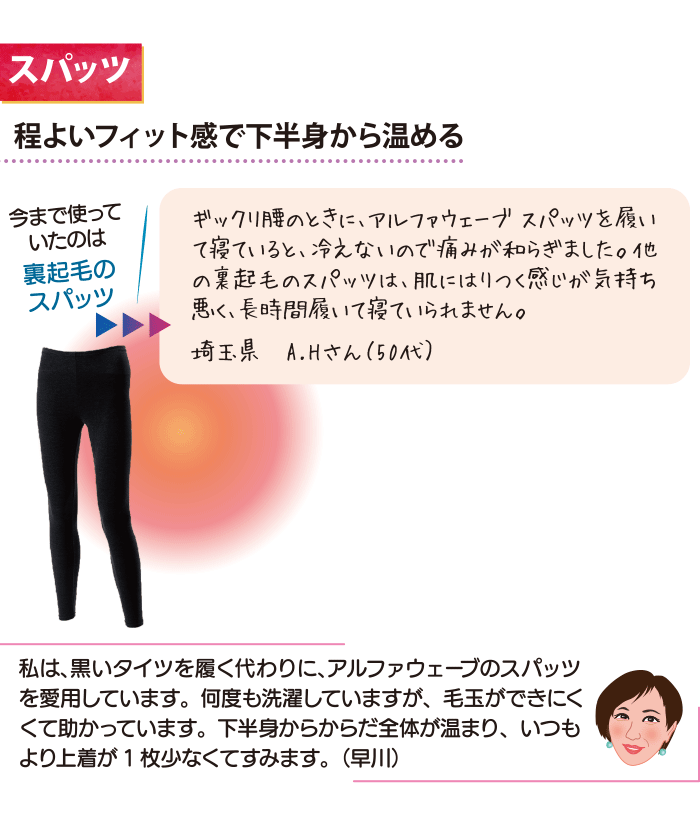 スパッツ
程よいフィット感で下半身から温める
今まで使って
いたのは
裏起毛の
スパッツ
ギックリ腰のときに、アルファウェーブ スパッツを履い
て寝ていると、冷えないので痛みが和らぎました。他
の裏起毛のスパッツは、肌にはりつく感じが気持ち
悪く、長時間履いて寝ていられません。
埼玉県　A.Hさん(50代)
私は、黒いタイツを履く代わりに、アルファウェーブのスパッツ
を愛用しています。何度も洗濯していますが、毛玉ができにく
くて助かっています。下半身からからだ全体が温まり、いつも
より上着が1枚少なくてすみます。（早川）